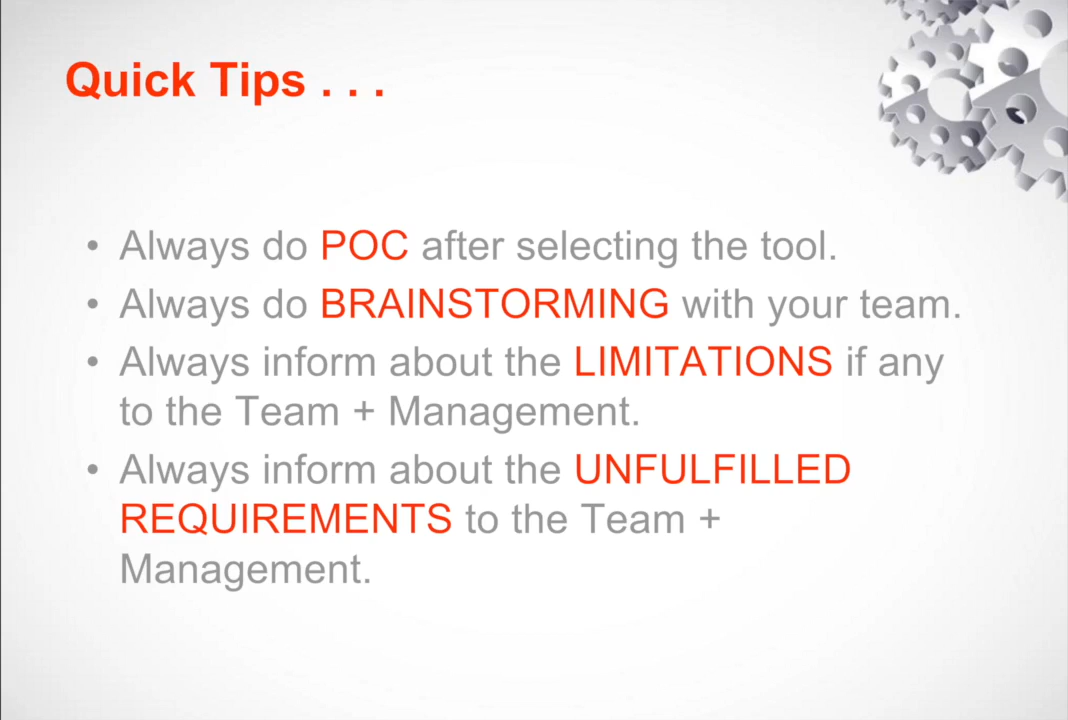 Quick Tips . . .
• Always do POC after selecting the tool.
• Always do BRAINSTORMING with your team.
• Always inform about the LIMITATIONS if any
to the Team + Management.
• Always inform about the UNFULFILLED
REQUIREMENTS to the Team +
Management.